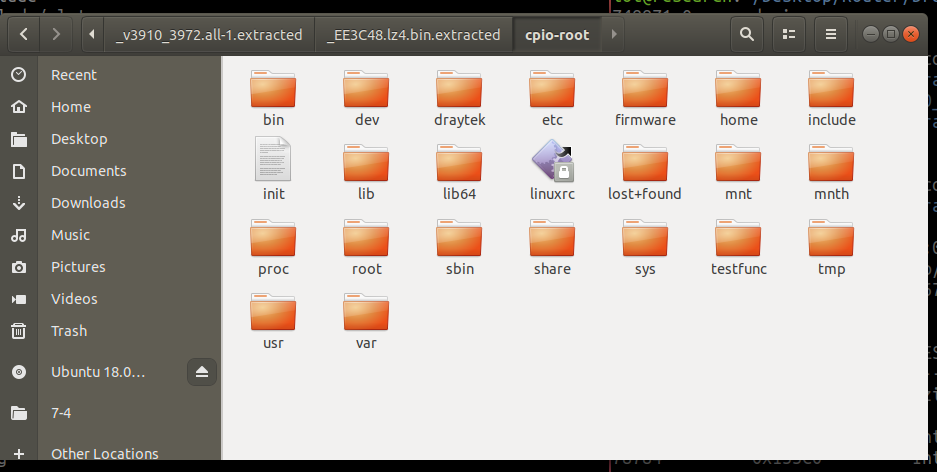 _v3910_3972.all-1.extracted _EE3C48.lz4.bin.extracted cpio-root
Recent
Home
Desktop
Documents
Downloads
Music
Pictures
Videos
Trash
Ubuntu 18.0...
7-4
Other Locations
bin dev draytek etc firmware home include
init lib lib64 linuxrc lost+found mnt mnth
proc root sbin share sys testfunc tmp
usr var